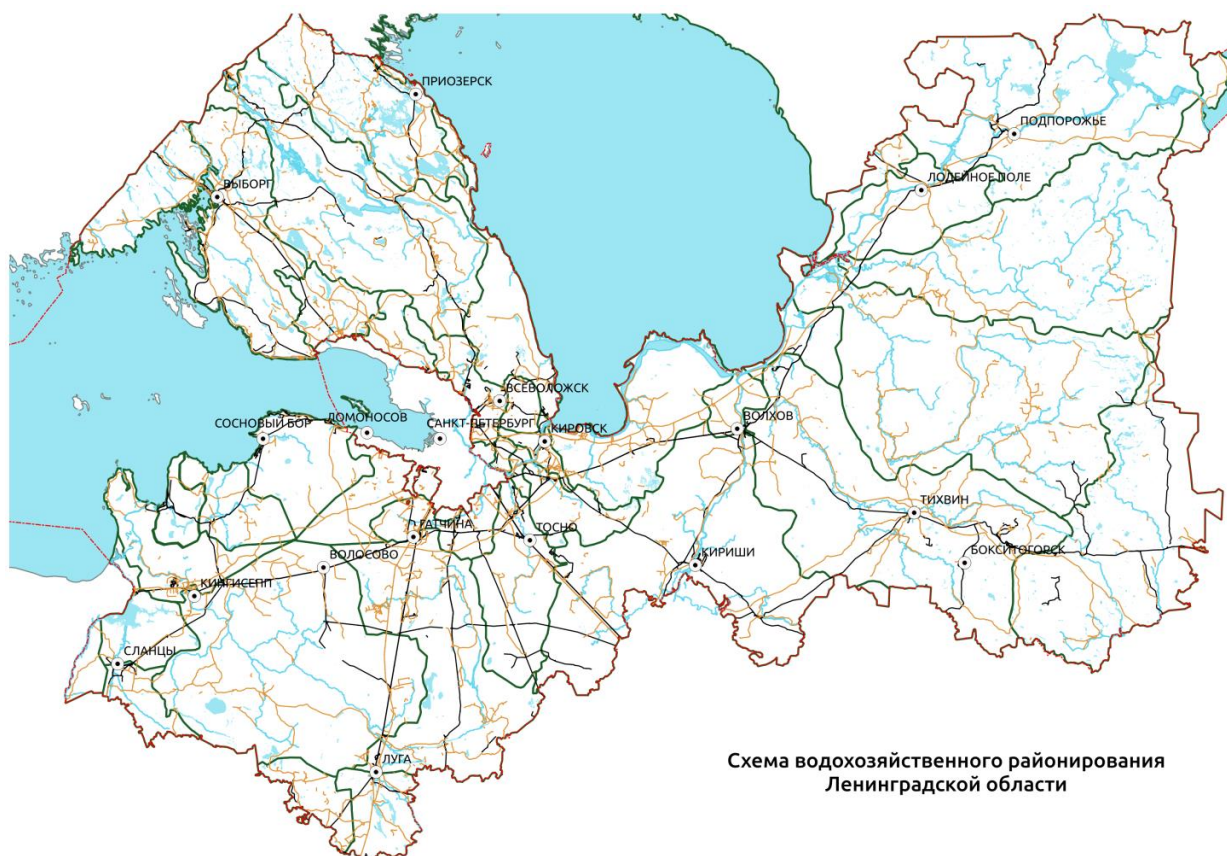 ПРИОЗЕРСК
ПОДПОРОЖЬЕ
ЛОДЕЙНОЕ ПОЛЕ
ВЫБОРГ
ВСЕВОЛОЖСК
СОСНОВЫЙ БОР
ЛОМОНОСОВ
САНКТ-ПЕТЕРБУРГ
КИРОВСК
ВОЛХОВ
ТИХВИН
ГАТЧИНА
ТОСНО
ВОЛОСОВО
КИРИШИ
БОКСИТОГОРСК
КИНГИСЕПП
СЛАНЦЫ
ЛУГА
Схема водохозяйственного районирования
Ленинградской области